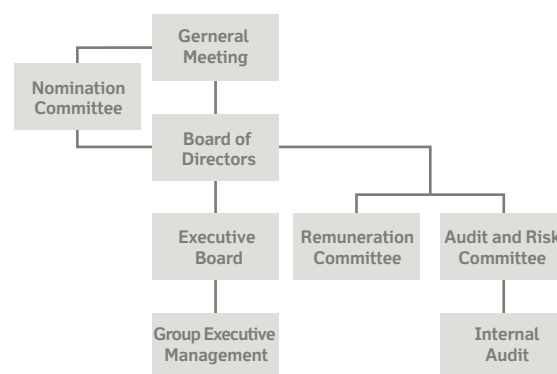 Gerneral
Meeting
Nomination
Committee
Board of
Directors
Executive
Board
Remuneration
Committee
Audit and Risk
Committee
Group Executive
Management
Internal
Audit